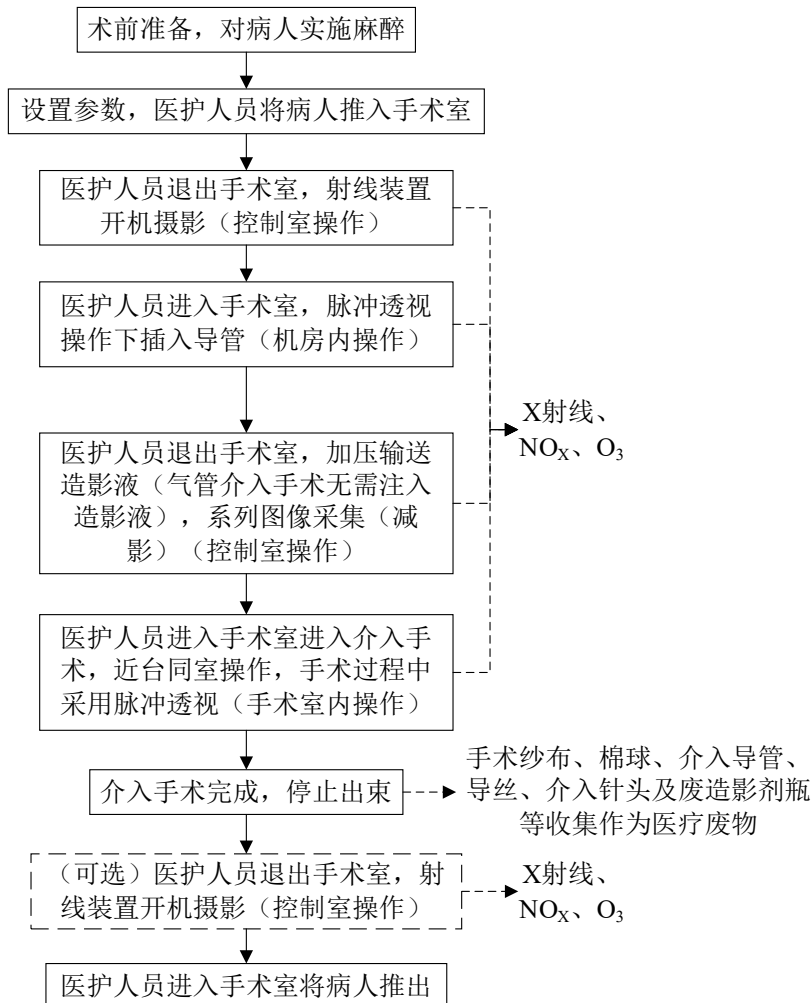 术前准备，对病人实施麻醉
设置参数，医护人员将病人推入手术室
医护人员退出手术室，射线装置
开机摄影（控制室操作）
医护人员进入手术室，脉冲透视
操作下插入导管（机房内操作）
X射线、
NOX、O3
医护人员退出手术室，加压输送
造影液（气管介入手术无需注入
造影液），系列图像采集（减
影）（控制室操作）
医护人员进入手术室进入介入手
术，近台同室操作，手术过程中
采用脉冲透视（手术室内操作）
介入手术完成，停止出束
手术纱布、棉球、介入导管、
导丝、介入针头及废造影剂瓶
等收集作为医疗废物
（可选）医护人员退出手术室，射
线装置开机摄影（控制室操作）
X射线、
NOX、O3
医护人员进入手术室将病人推出